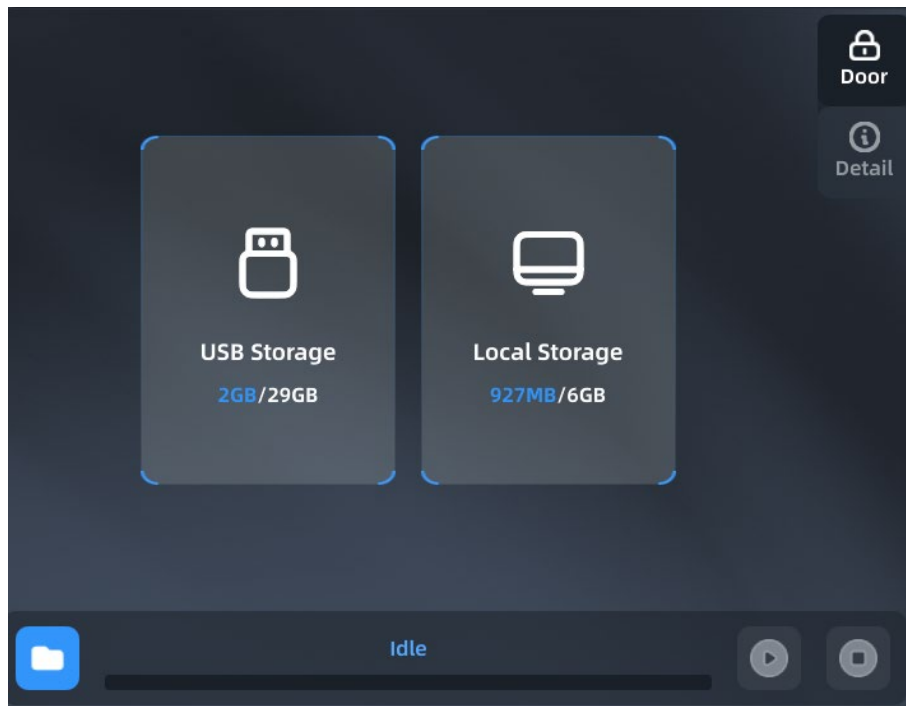 Door
Detail
USB Storage
2GB/29GB
Local Storage
927MB/6GB
Idle